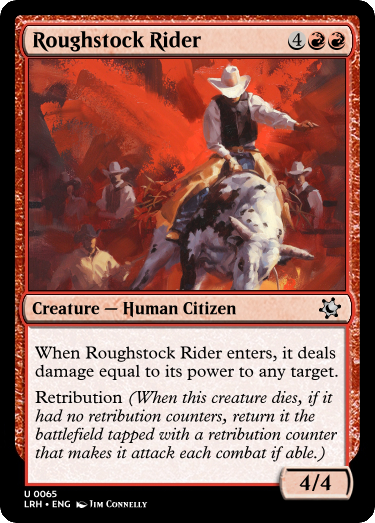 Roughstock Rider 4
Creature — Human Citizen
When Roughstock Rider enters, it deals
damage equal to its power to any target.
Retribution (When this creature dies, if it
had no retribution counters, return it the
battlefield tapped with a retribution counter
that makes it attack each combat if able.)
4/4
U 0065
LRH • ENG Jim Connelly